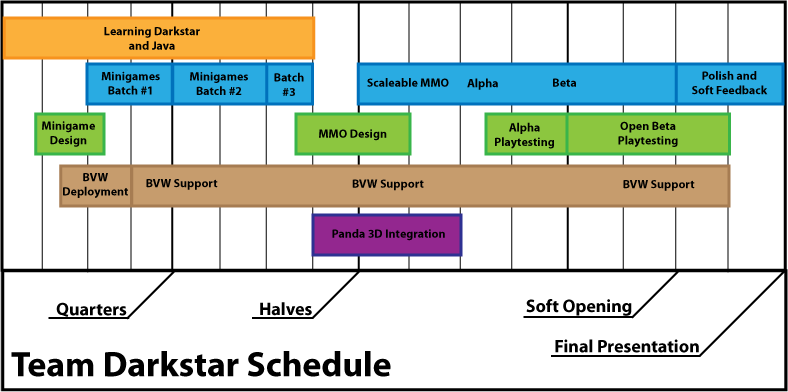 Learning Darkstar
and Java
Minigames
Batch #1
Minigames
Batch #2
Batch
#3
Scaleable MMO
Alpha
Beta
Polish and
Soft Feedback
Minigame
Design
MMO Design
Alpha
Playtesting
Open Beta
Playtesting
BVW
Deployment
BVW Support
BVW Support
BVW Support
Panda 3D Integration
Quarters
Halves
Soft Opening
Final Presentation
Team Darkstar Schedule